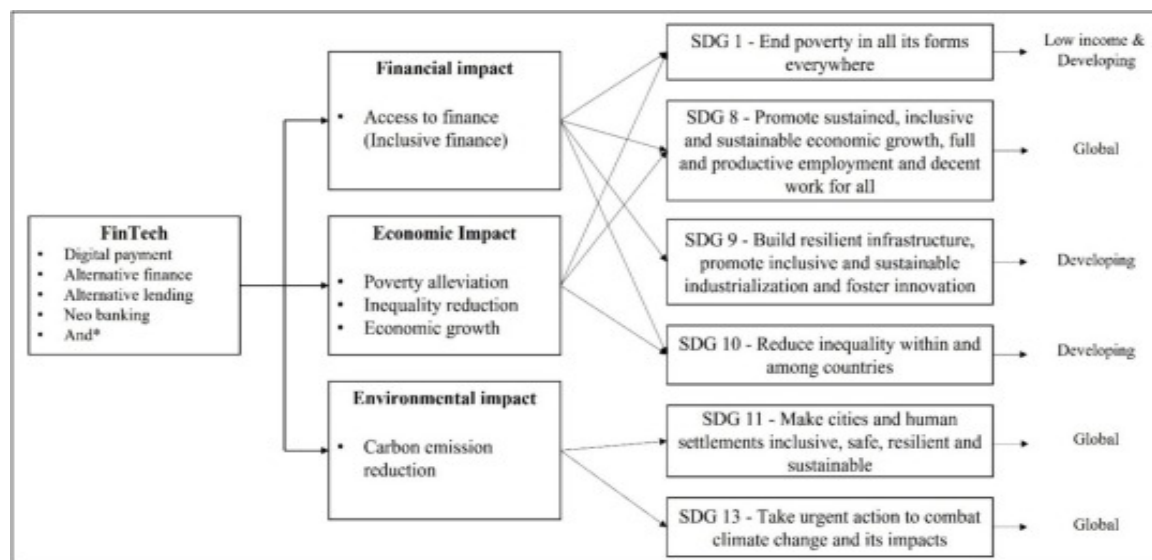 FinTech
• Digital payment
• Alternative finance
• Alternative lending
• Neo banking
• And*
Financial impact
• Access to finance
(Inclusive finance)
Economic Impact
• Poverty alleviation
• Inequality reduction
• Economic growth
Environmental impact
• Carbon emission
reduction
SDG 1 - End poverty in all its forms
everywhere
Low income &
Developing
SDG 8 - Promote sustained, inclusive
and sustainable economic growth, full
and productive employment and decent
work for all
Global
SDG 9 - Build resilient infrastructure,
promote inclusive and sustainable
industrialization and foster innovation
Developing
SDG 10 - Reduce inequality within and
among countries
Developing
SDG 11 - Make cities and human
settlements inclusive, safe, resilient and
sustainable
Global
SDG 13 - Take urgent action to combat
climate change and its impacts
Global